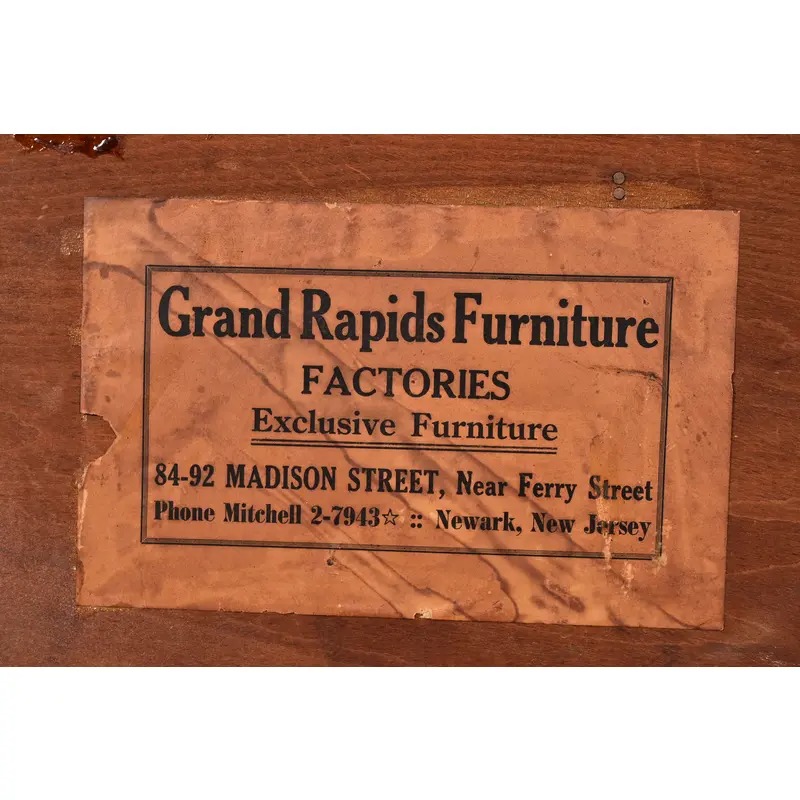 Grand Rapids Furniture
FACTORIES
Exclusive Furniture
84-92 MADISON STREET, Near Ferry Street
Phone Mitchell 2-7943☆ :: Newark, New Jersey